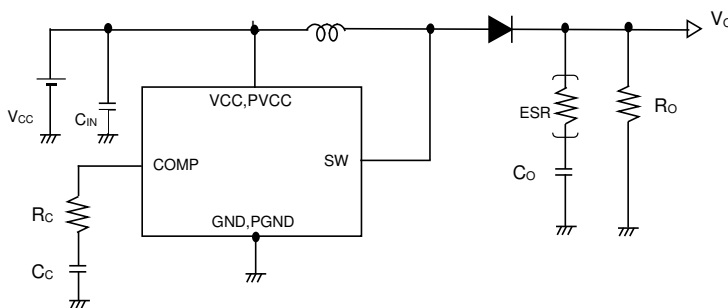 Vo
VCC,PVCC
VCC
CIN
ESR
RO
COMP
SW
CO
RC
GND,PGND
CC